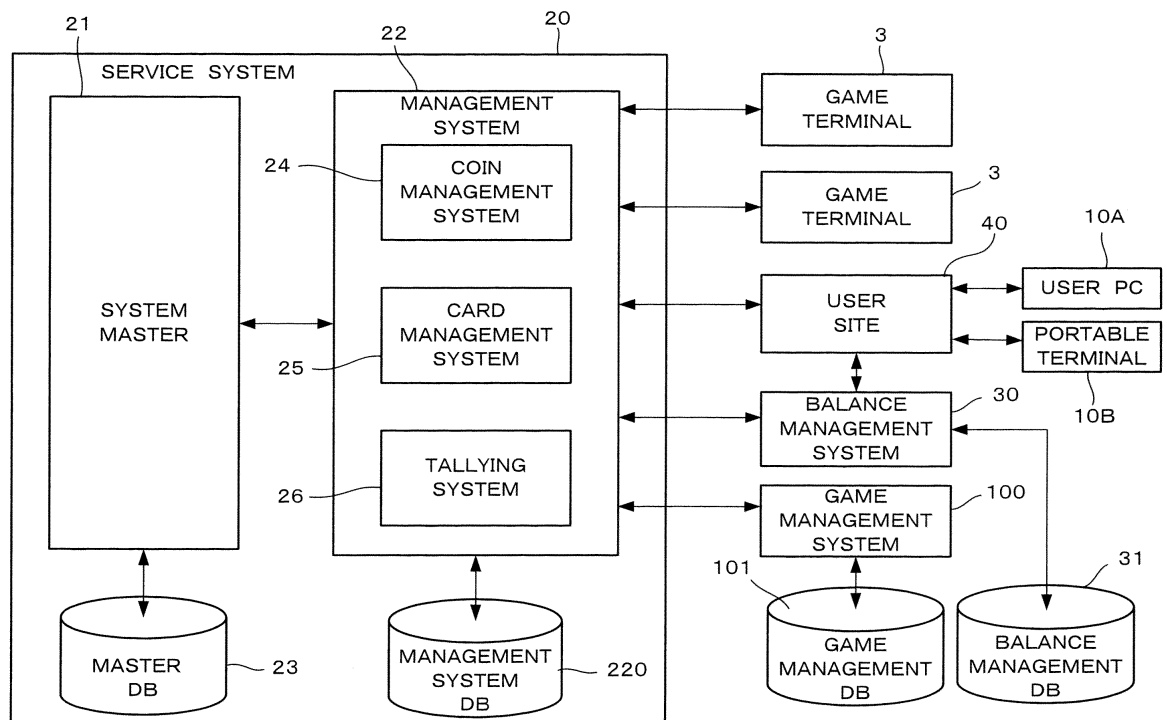 21
22
20
3
SERVICE SYSTEM
MANAGEMENT
SYSTEM
GAME
TERMINAL
24
COIN
MANAGEMENT
SYSTEM
3
GAME
TERMINAL
40
10A
USER
SITE
USER PC
SYSTEM
MASTER
CARD
MANAGEMENT
SYSTEM
25
PORTABLE
TERMINAL
10B
30
BALANCE
MANAGEMENT
SYSTEM
TALLYING
SYSTEM
26
GAME
MANAGEMENT
SYSTEM
100
101
31
MASTER
DB
23
MANAGEMENT
SYSTEM
DB
220
GAME
MANAGEMENT
DB
BALANCE
MANAGEMENT
DB